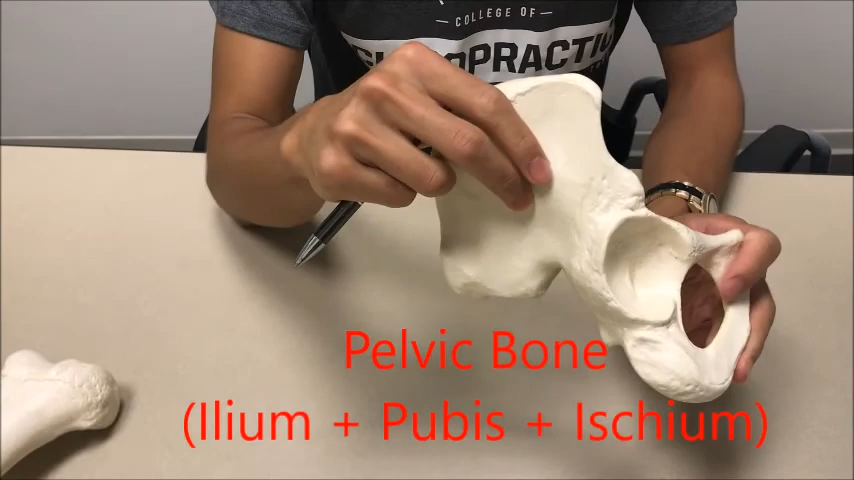 — COLLEGE OF —
Pelvic Bone
(Ilium + Pubis + Ischium)